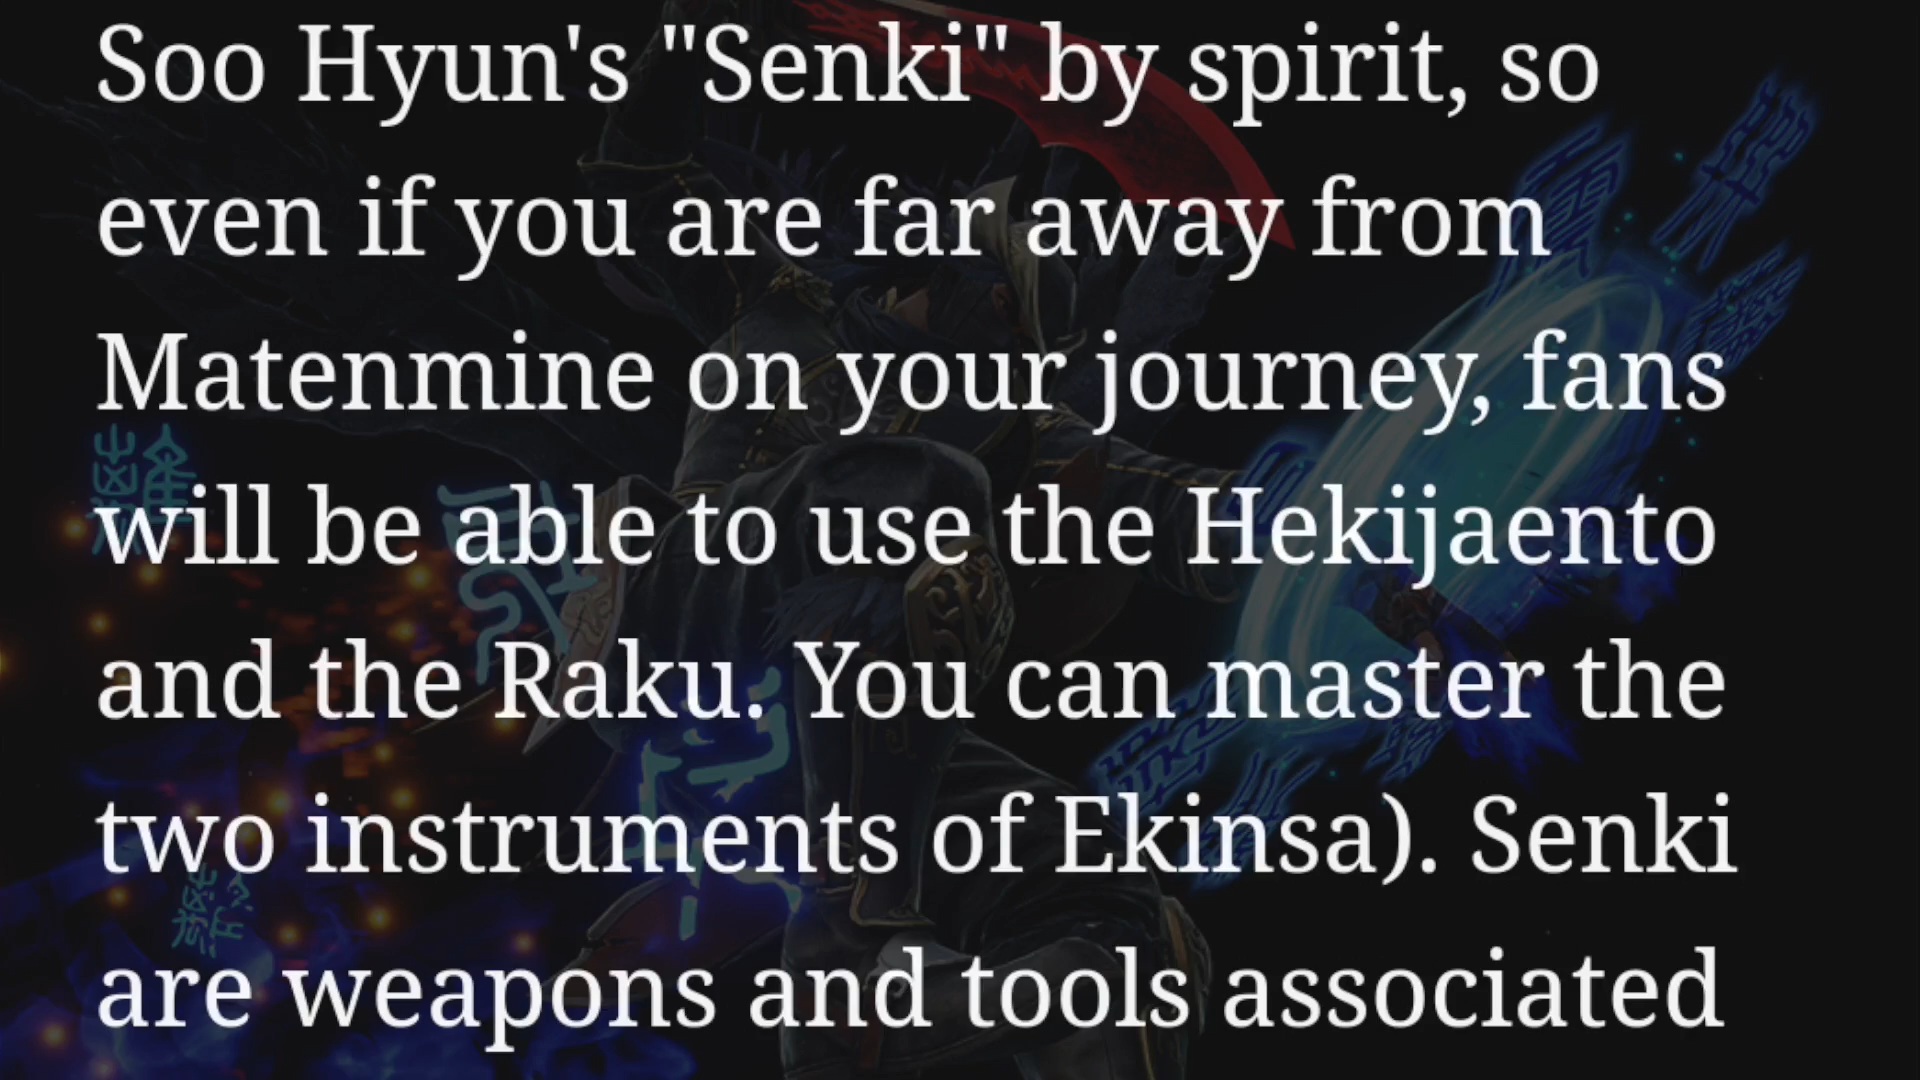 Soo Hyun's "Senki" by spirit, so
even if you are far away from
Matenmine on your journey, fans
will be able to use the Hekijaento
and the Raku. You can master the
two instruments of Ekinsa). Senki
are weapons and tools associated